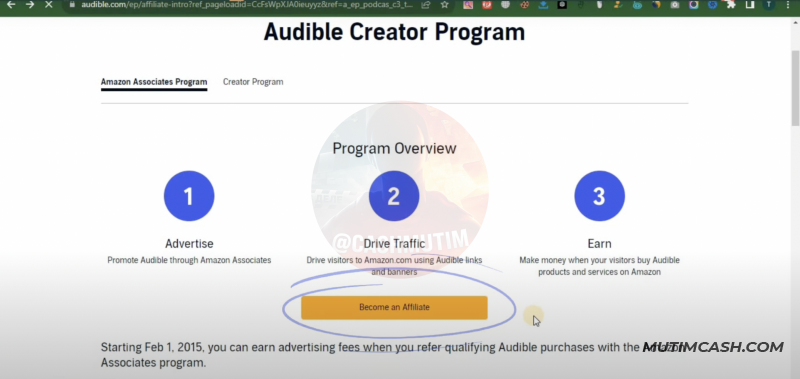 audible.com/ep/affiliate-intro?ref_pageloadid=CcFsWpXJA0ieuyyz&ref=a_ep_podcas_c3_t...
Audible Creator Program
Amazon Associates Program Creator Program
Program Overview
1 2 3
@CASHMUTIM
Advertise Drive Traffic Earn
Promote Audible through Amazon Associates Drive visitors to Amazon.com using Audible links Make money when your visitors buy Audible
and banners products and services on Amazon
Become an Affiliate
Starting Feb 1, 2015, you can earn advertising fees when you refer qualifying Audible purchases with the Amazon
MUTIMCASH.COM
Associates program.